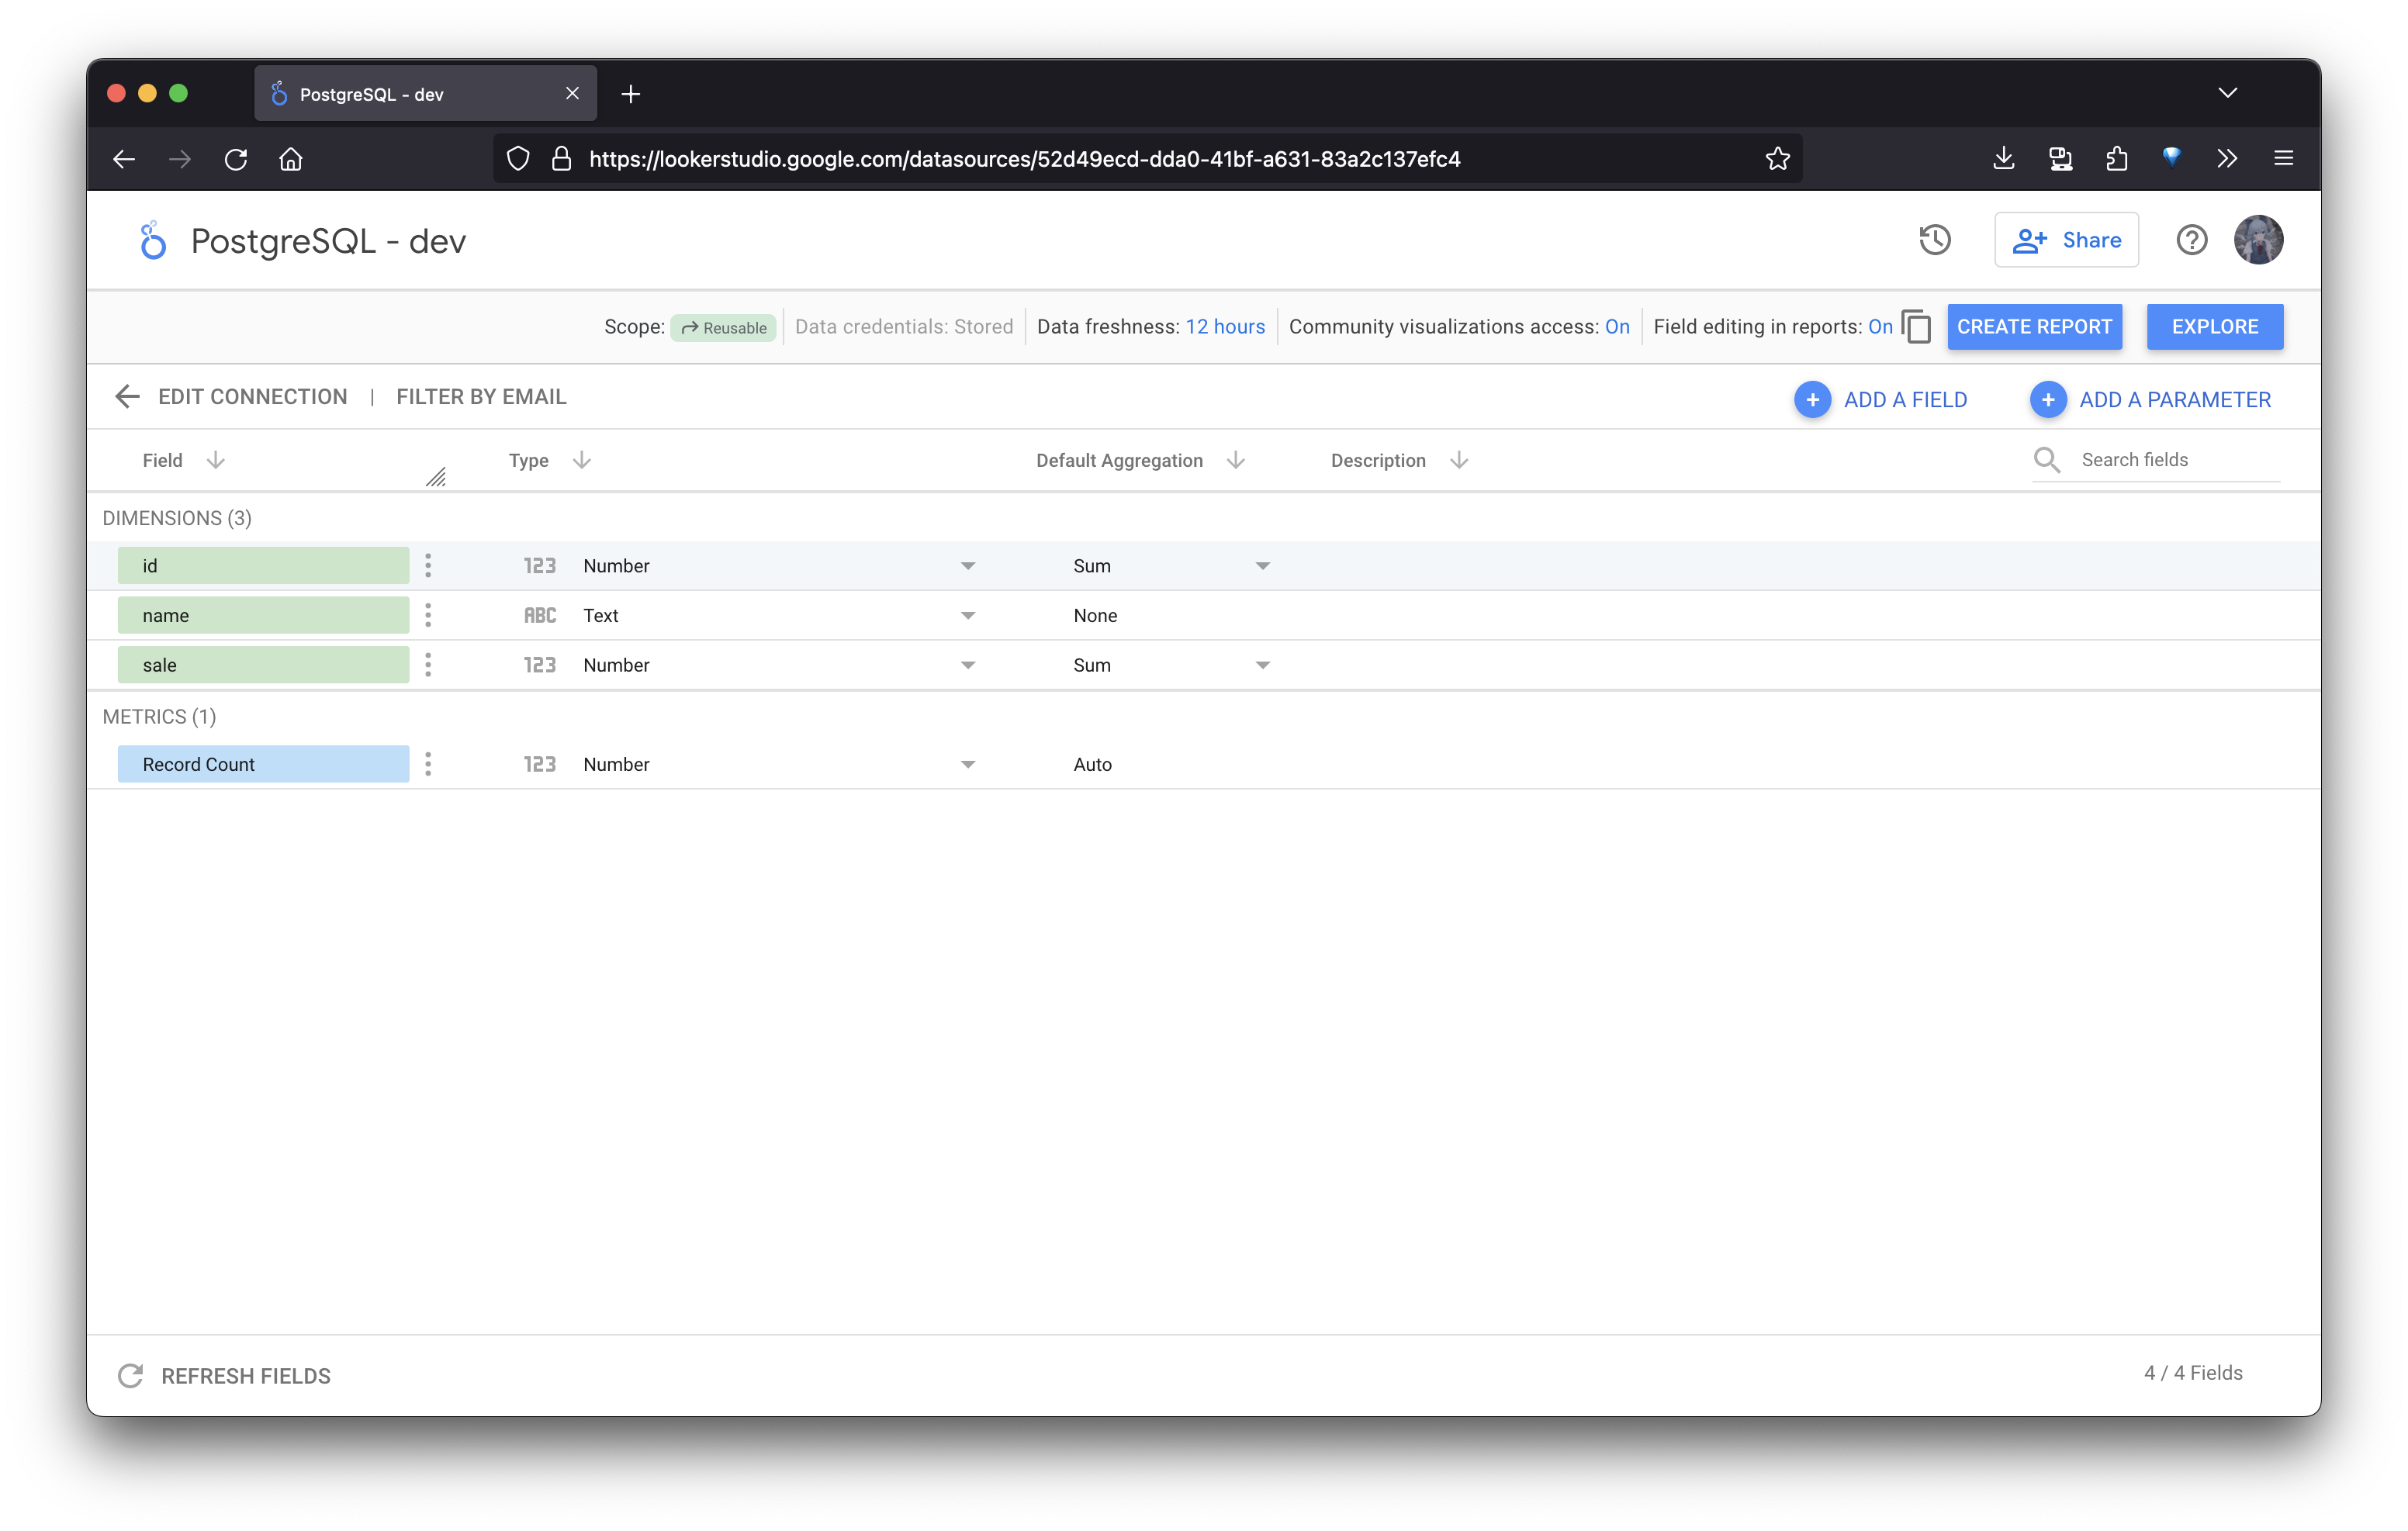 PostgreSQL - dev
https://lookerstudio.google.com/datasources/52d49ecd-dda0-41bf-a631-83a2c137efc4
PostgreSQL - dev
Share
Scope: Reusable Data credentials: Stored Data freshness: 12 hours Community visualizations access: On Field editing in reports: On CREATE REPORT EXPLORE
EDIT CONNECTION | FILTER BY EMAIL ADD A FIELD ADD A PARAMETER
Field Type Default Aggregation Description Search fields
DIMENSIONS (3)
id 123 Number Sum
name ABC Text None
sale 123 Number Sum
METRICS (1)
Record Count 123 Number Auto
REFRESH FIELDS 4 / 4 Fields